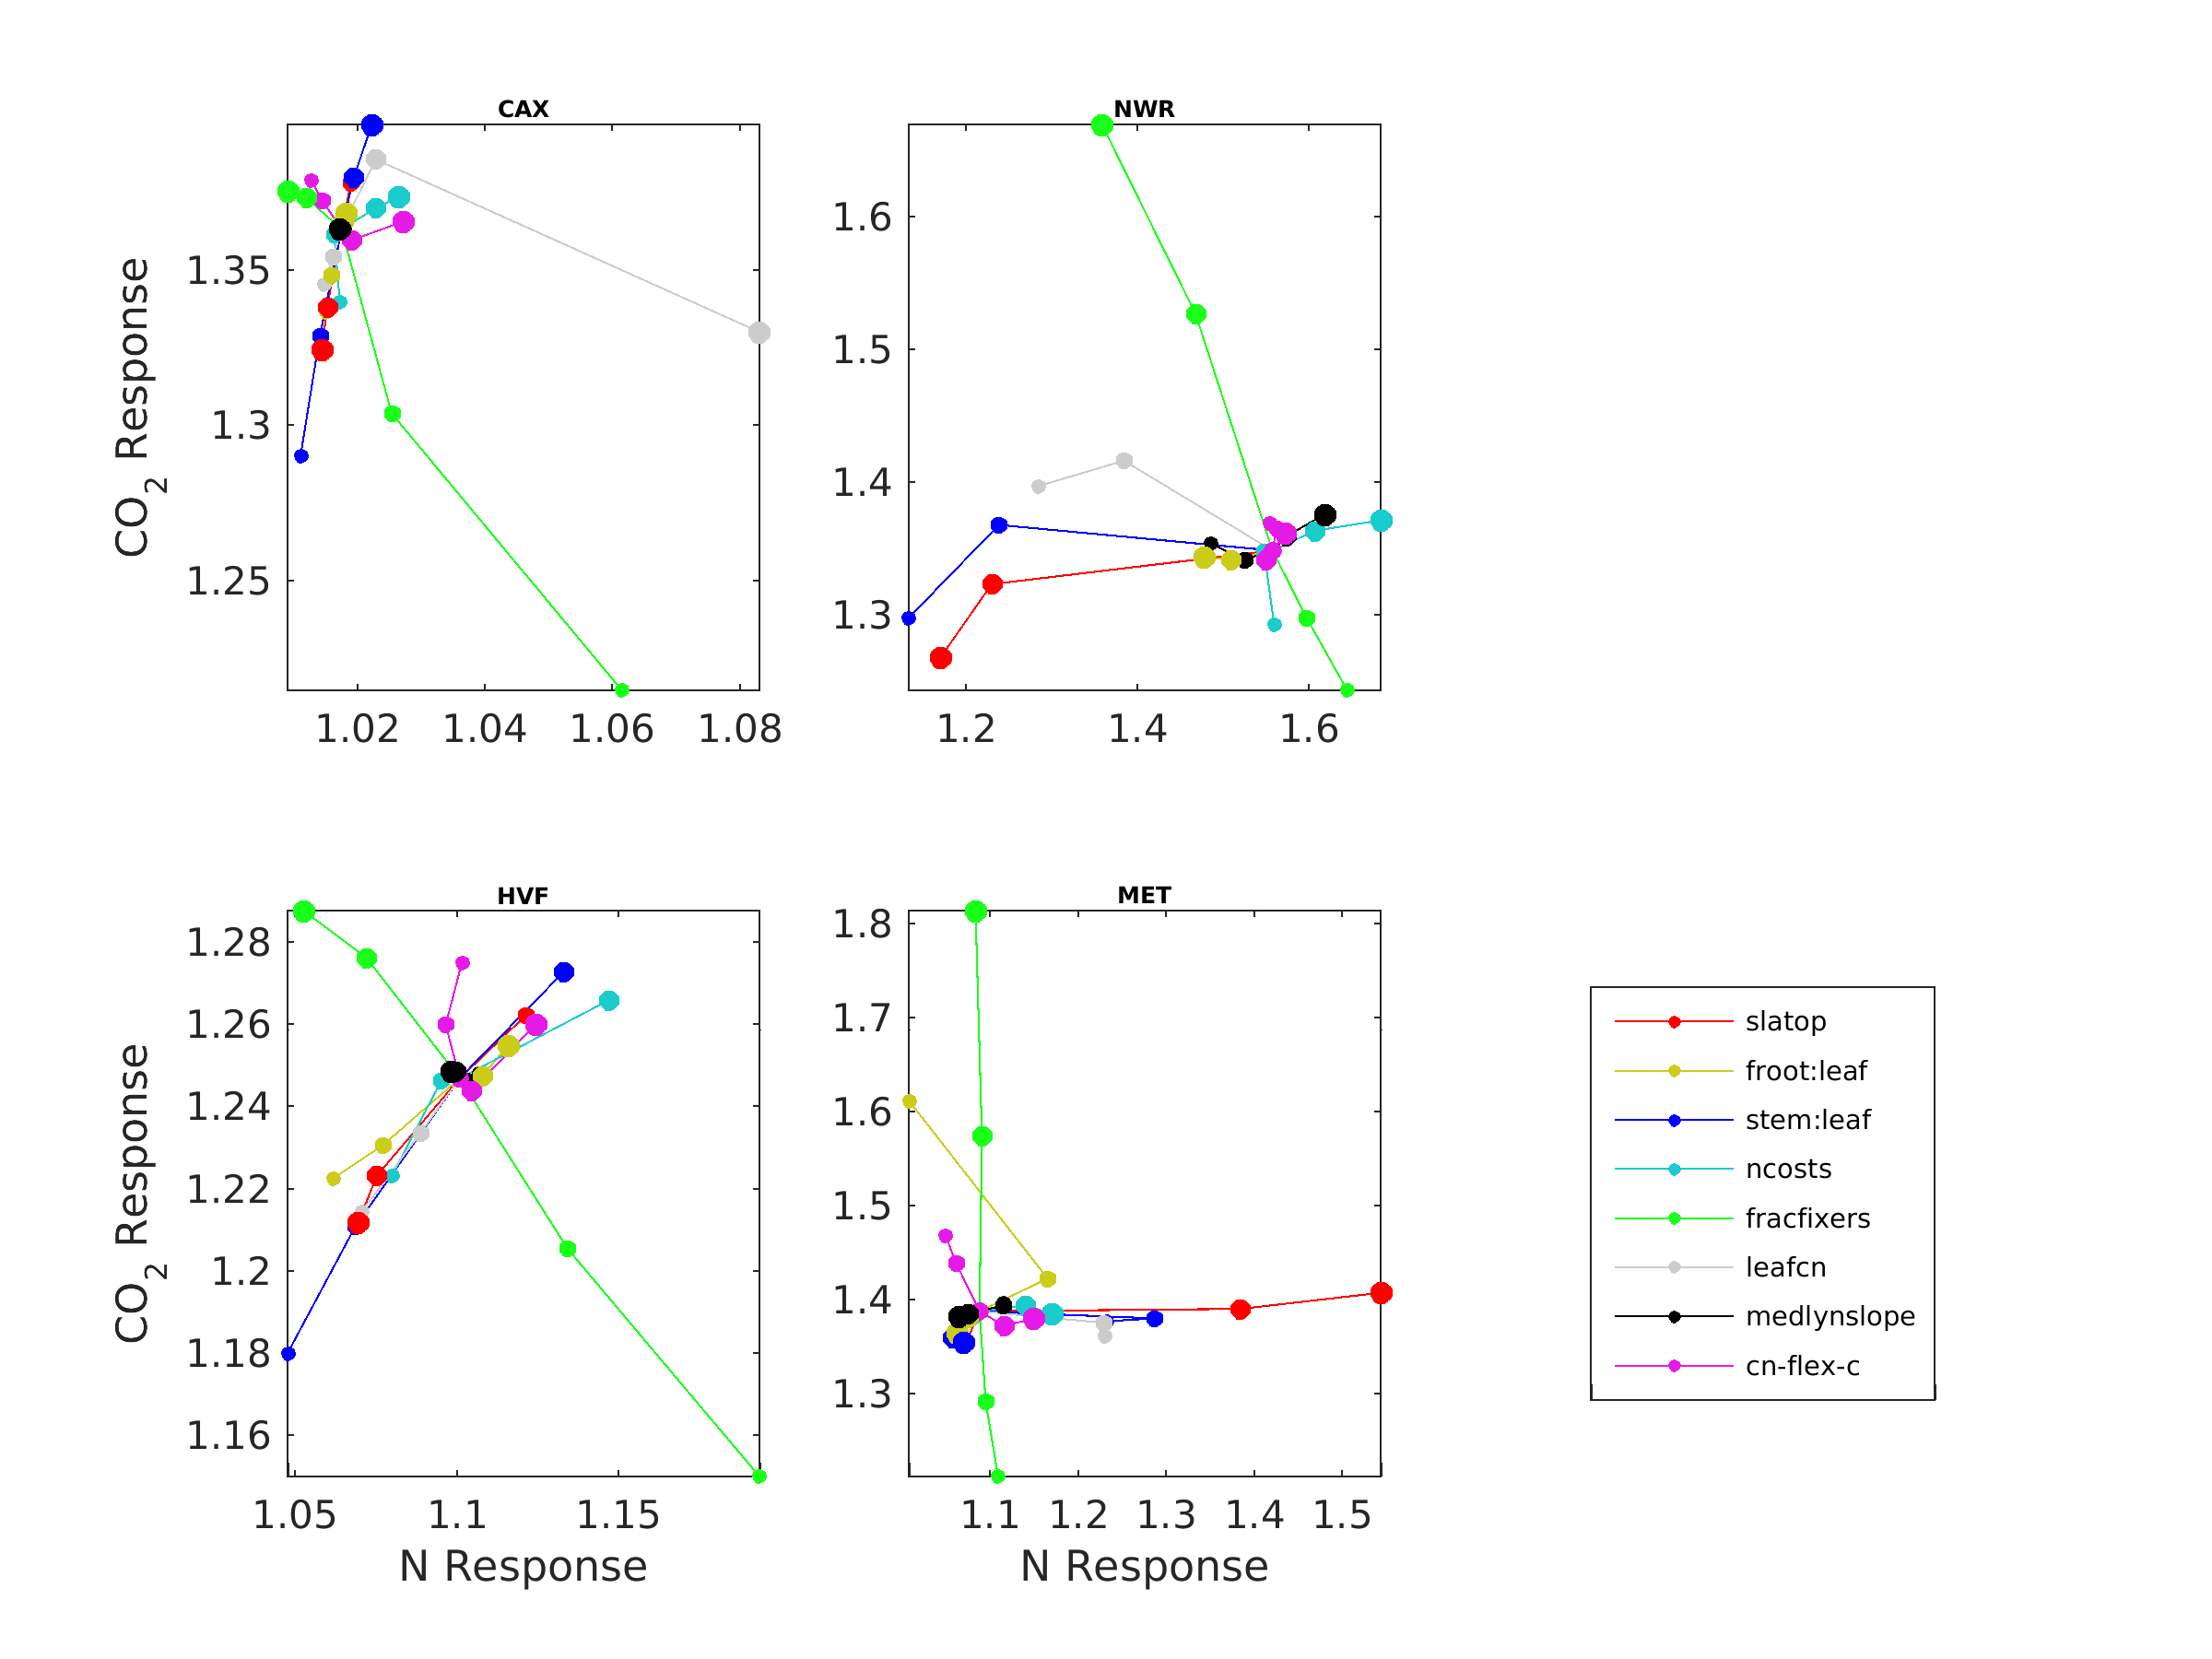 CAX
CO2 Response
1.35
1.3
1.25
1.02 1.04 1.06 1.08
NWR
1.6
1.5
1.4
1.3
1.2 1.4 1.6
HVF
CO2 Response
1.28
1.26
1.24
1.22
1.2
1.18
1.16
1.05 1.1 1.15
N Response
MET
1.8
1.7
1.6
1.5
1.4
1.3
1.1 1.2 1.3 1.4 1.5
N Response
slatop
froot:leaf
stem:leaf
ncosts
fracfixers
leafcn
medlynslope
cn-flex-c